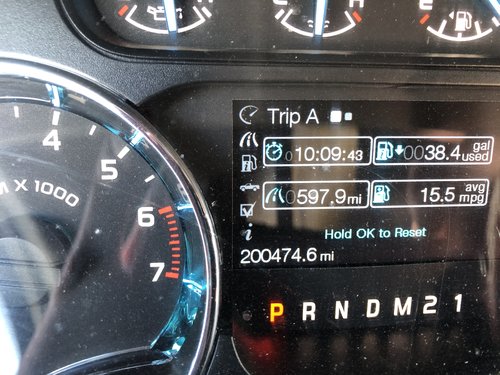 C H
E H
E
4
5
6
7
M X 1000
Trip A
010:09:43
0038.4 gal used
0597.9 mi
15.5 avg mpg
Hold OK to Reset
i
200474.6 mi
P R N D M 2 1